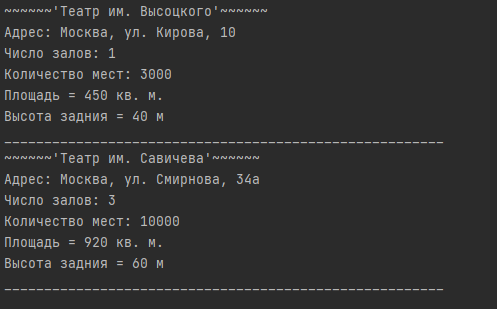 ~~~~~~'Театр им. Высоцкого'~~~~~~
Адрес: Москва, ул. Кирова, 10
Число залов: 1
Количество мест: 3000
Площадь = 450 кв. м.
Высота задния = 40 м
_______________________________________________________
~~~~~~'Театр им. Савичева'~~~~~~
Адрес: Москва, ул. Смирнова, 34а
Число залов: 3
Количество мест: 10000
Площадь = 920 кв. м.
Высота задния = 60 м
_______________________________________________________